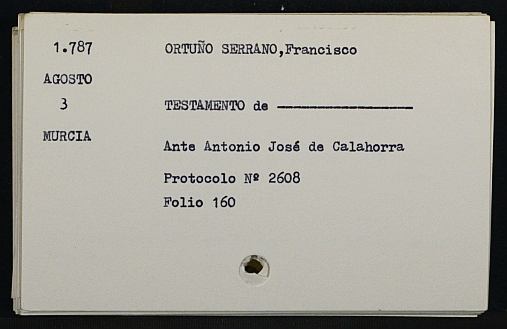 1.787
ORTUÑO SERRANO,Francisco
AGOSTO
3
TESTAMENTO de ————————
MURCIA
Ante Antonio José de Calahorra
Protocolo Nº 2608
Folio 160